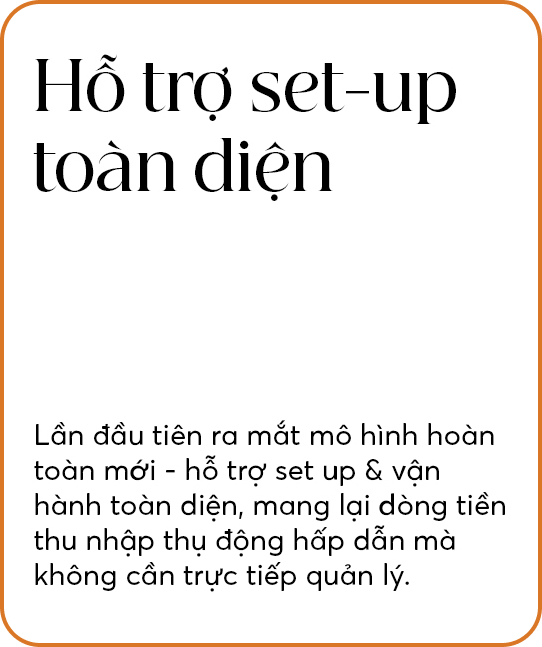 Hỗ trợ set-up
toàn diện
Lần đầu tiên ra mắt mô hình hoàn
toàn mới - hỗ trợ set up & vận
hành toàn diện, mang lại dòng tiền
thu nhập thụ động hấp dẫn mà
không cần trực tiếp quản lý.